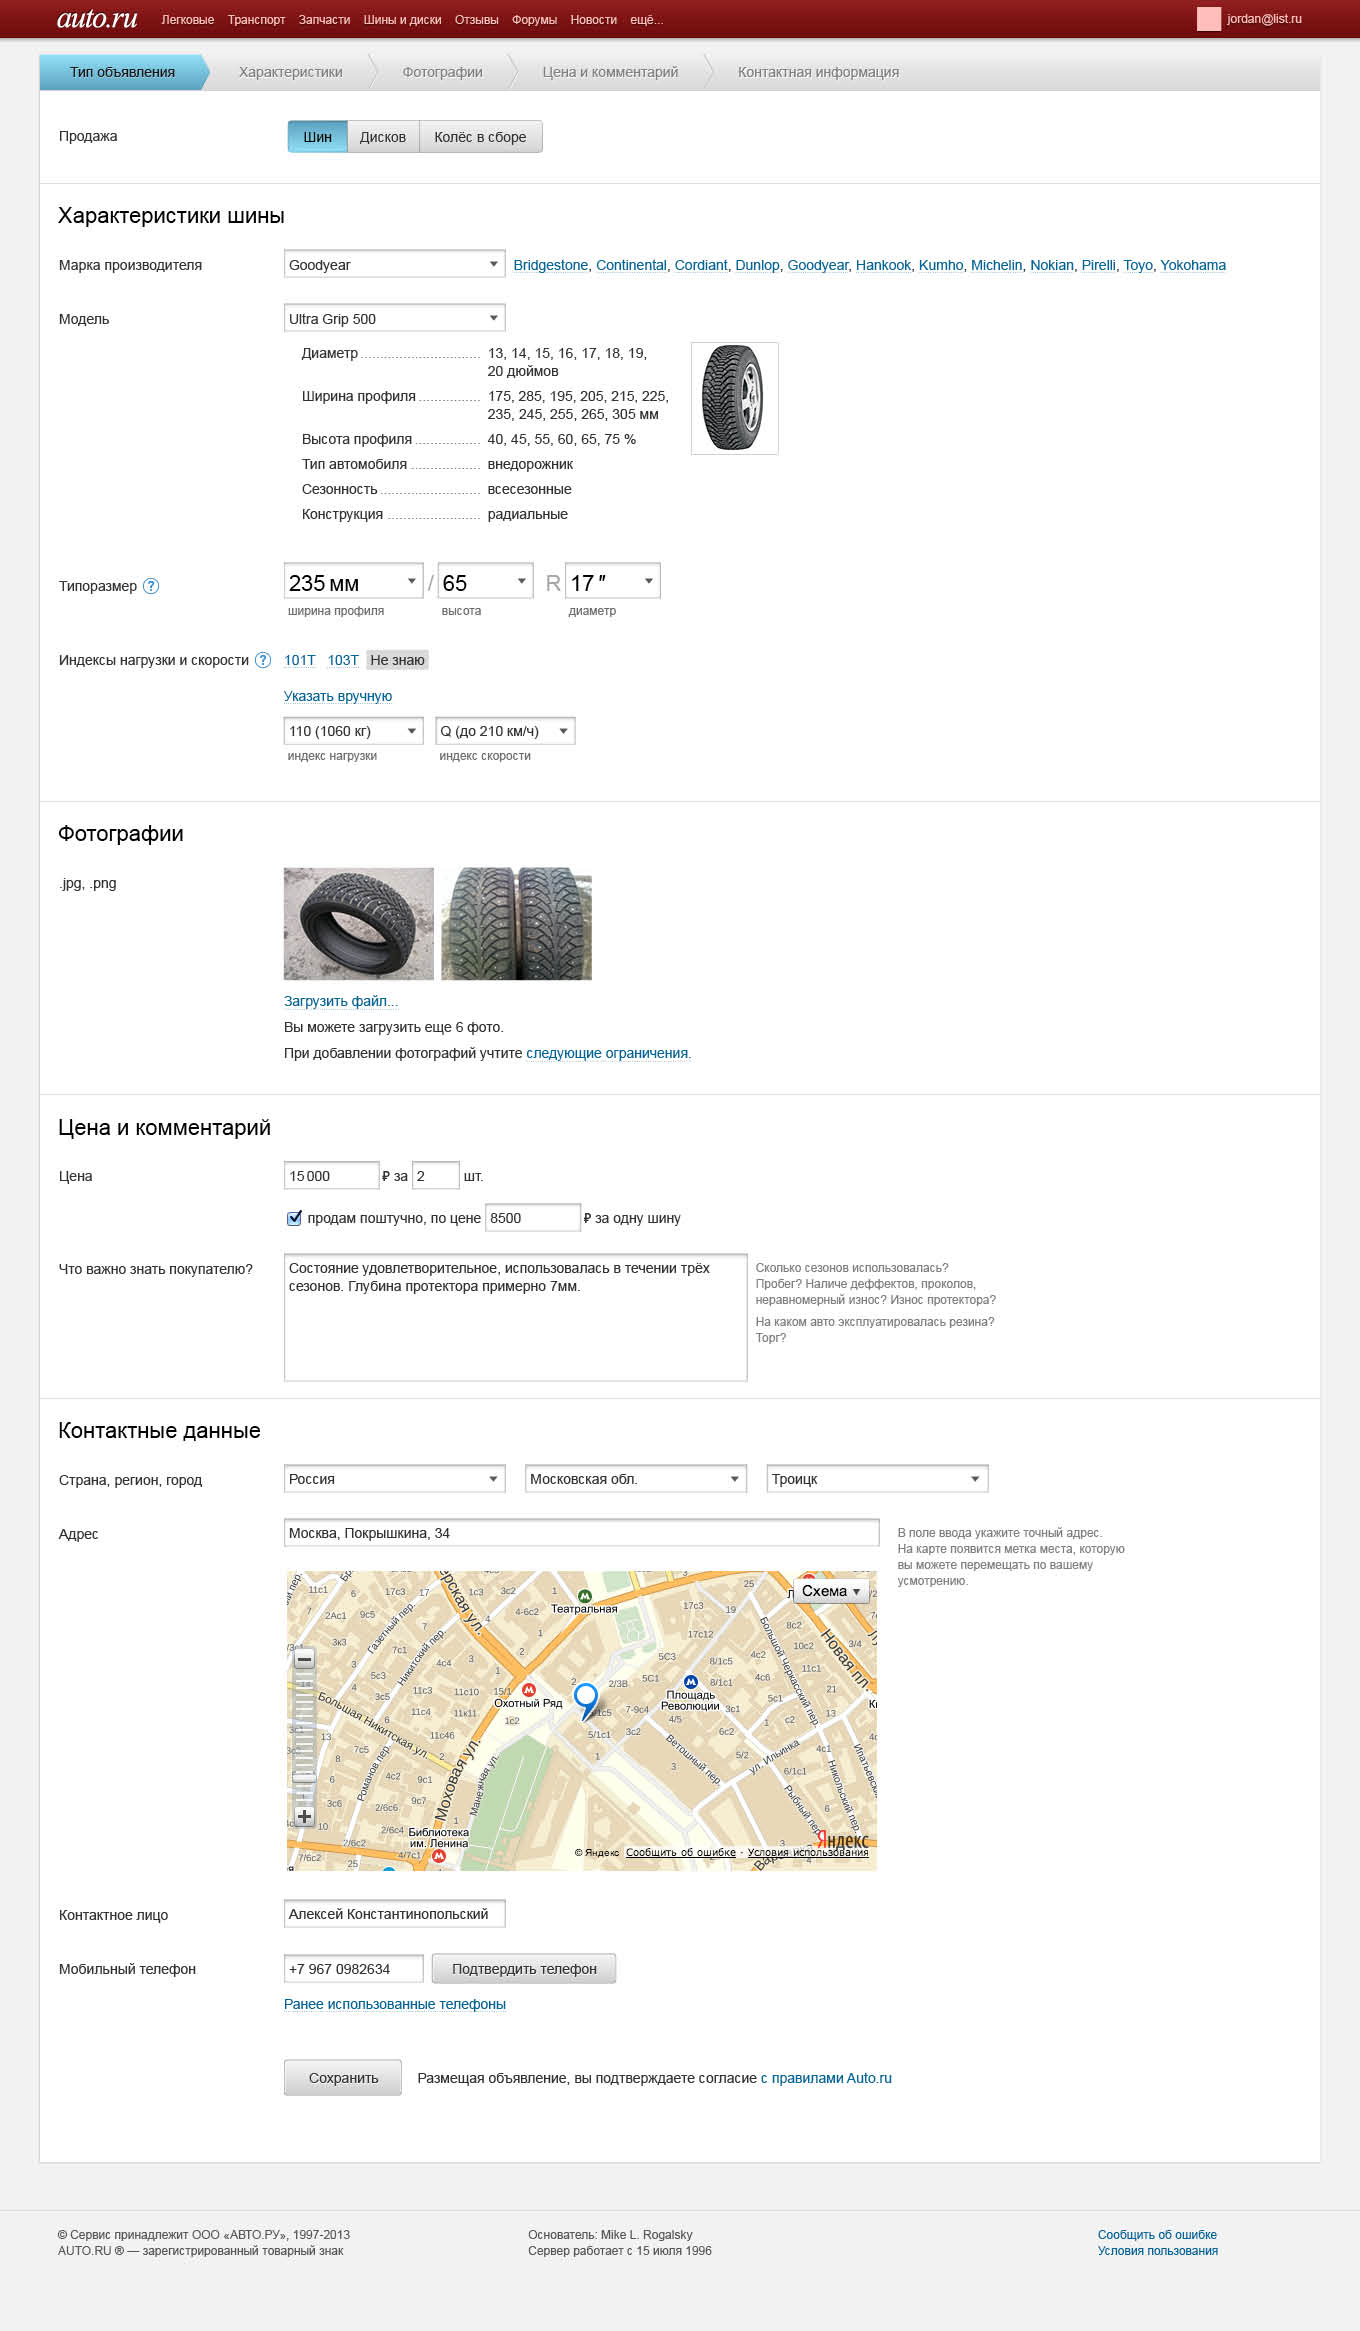 auto.ru Легковые Транспорт Запчасти Шины и диски Отзывы Форумы Новости ещё... jordan@list.ru
Тип объявления Характеристики Фотографии Цена и комментарий Контактная информация
Продажа Шин Дисков Колёс в сборе
Характеристики шины
Марка производителя Goodyear Bridgestone, Continental, Cordiant, Dunlop, Goodyear, Hankook, Kumho, Michelin, Nokian, Pirelli, Toyo, Yokohama
Модель Ultra Grip 500
Диаметр 13, 14, 15, 16, 17, 18, 19,
20 дюймов
Ширина профиля 175, 285, 195, 205, 215, 225,
235, 245, 255, 265, 305 мм
Высота профиля 40, 45, 55, 60, 65, 75 %
Тип автомобиля внедорожник
Сезонность всесезонные
Конструкция радиальные
Типоразмер ? 235 мм / 65 R 17 "
ширина профиля высота диаметр
Индексы нагрузки и скорости ? 101T 103T Не знаю
Указать вручную
110 (1060 кг) Q (до 210 км/ч)
индекс нагрузки индекс скорости
Фотографии
.jpg, .png
Загрузить файл...
Вы можете загрузить еще 6 фото.
При добавлении фотографий учтите следующие ограничения.
Цена и комментарий
Цена 15 000 ₽ за 2 шт.
продам поштучно, по цене 8500 ₽ за одну шину
Что важно знать покупателю?
Состояние удовлетворительное, использовалась в течении трёх
сезонов. Глубина протектора примерно 7мм.
Сколько сезонов использовалась?
Пробег? Наличе деффектов, проколов,
неравномерный износ? Износ протектора?
На каком авто эксплуатировалась резина?
Торг?
Контактные данные
Страна, регион, город Россия Московская обл. Троицк
Адрес Москва, Покрышкина, 34
В поле ввода укажите точный адрес.
На карте появится метка места, которую
вы можете перемещать по вашему
усмотрению.
Схема
Театральная
Газетный пер.
Никитский пер.
Большой Черкасский пер.
Новая пл.
Охотный Ряд
Площадь
Революции
Большая Никитская ул.
Романов пер.
Моховая ул.
Манежная ул.
Ветошный пер.
ул. Ильинка
Рыбный пер.
Никольский пер.
Библиотека
им. Ленина
Яндекс
© Яндекс Сообщить об ошибке · Условия использования
Контактное лицо Алексей Константинопольский
Мобильный телефон +7 967 0982634 Подтвердить телефон
Ранее использованные телефоны
Сохранить Размещая объявление, вы подтверждаете согласие с правилами Auto.ru
© Сервис принадлежит ООО «АВТО.РУ», 1997-2013
AUTO.RU ® — зарегистрированный товарный знак
Основатель: Mike L. Rogalsky
Сервер работает с 15 июля 1996
Сообщить об ошибке
Условия пользования